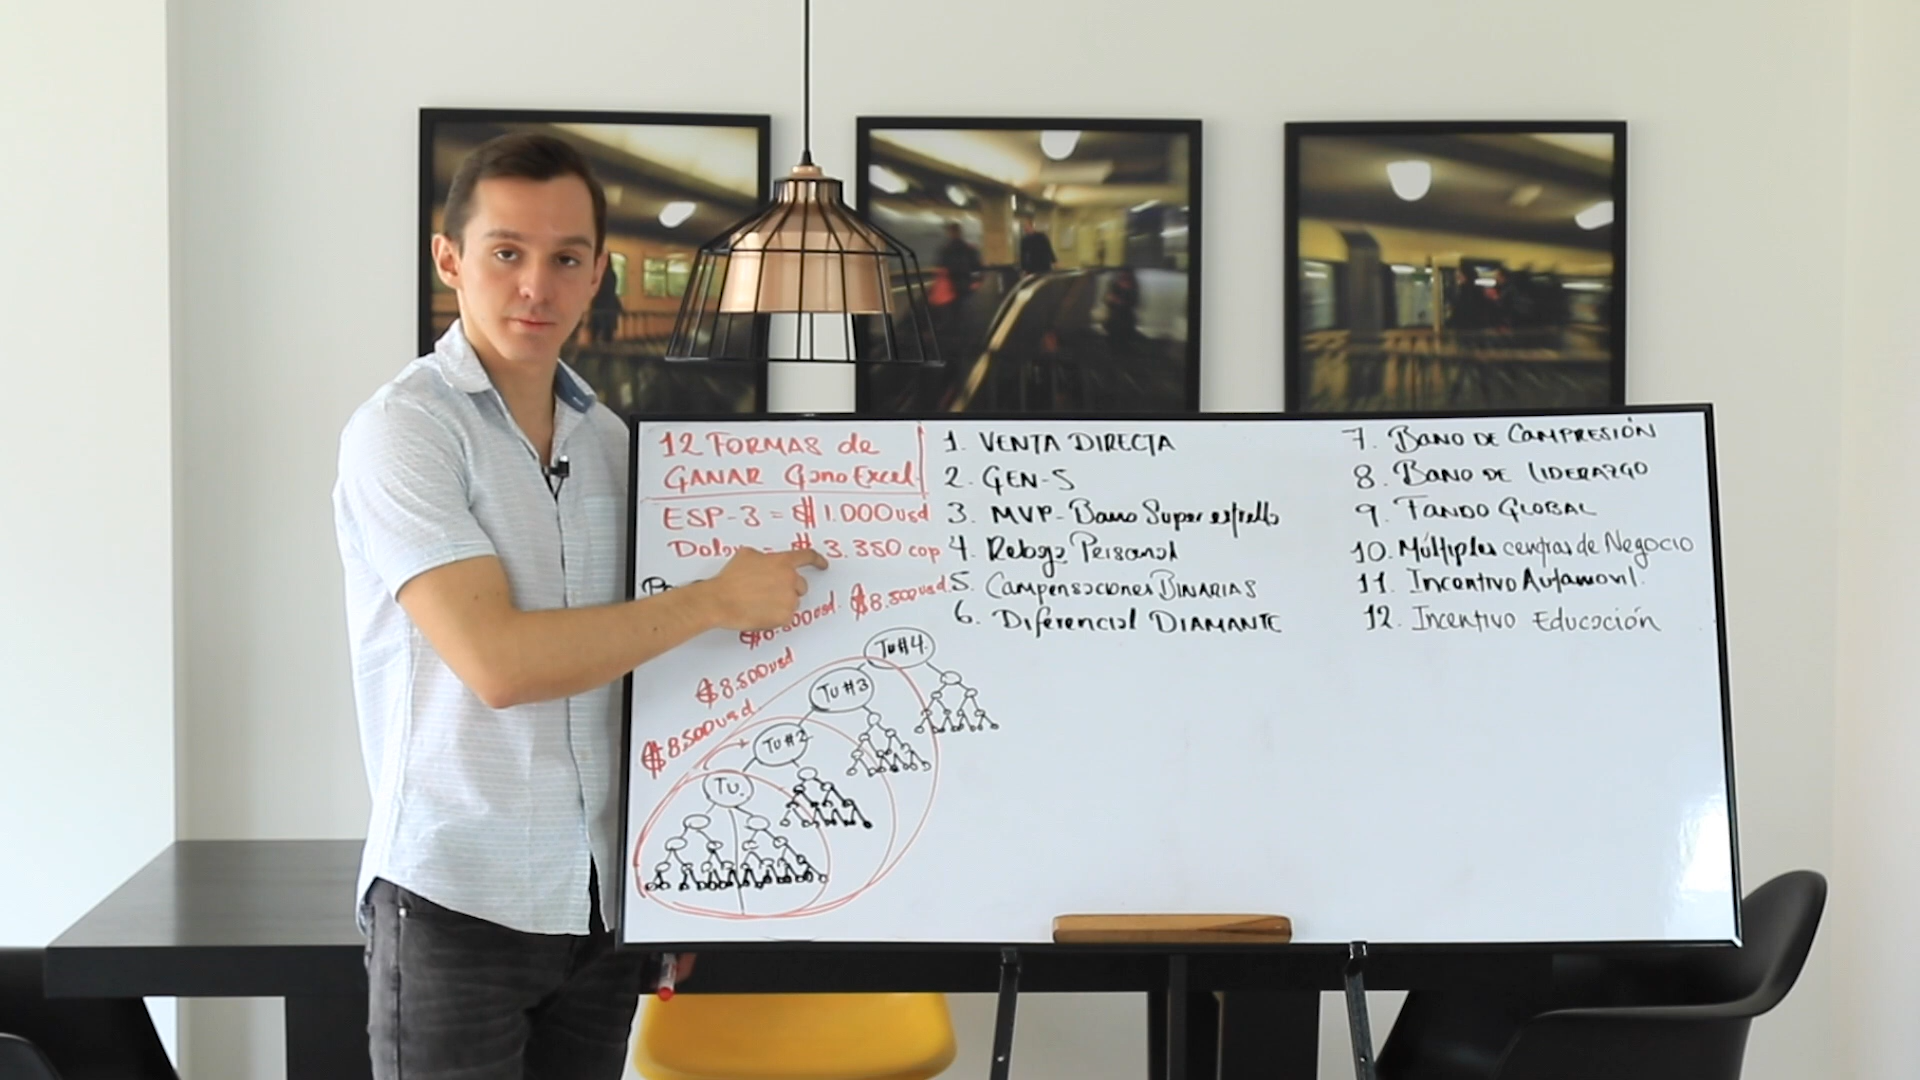 12 FORMAS de
GANAR GanoExcel
ESP-3 = $ 1.000 usd
= $ 3.350 cop
1. VENTA DIRECTA
2. GEN-5
3. MVP-Bono Super estrella
4. Rebaja Personal
5. Compensaciones BINARIAS
6. Diferencial DIAMANTE
7. BONO DE COMPRESIÓN
8. BONO DE LIDERAZGO
9. FONDO GLOBAL
10. Múltiples centros de Negocio
11. Incentivo Automovil.
12. Incentivo Educación
$8.500usd.
$8.500usd
$8.500usd.
TU#4.
TU#3
TU#2
TU.